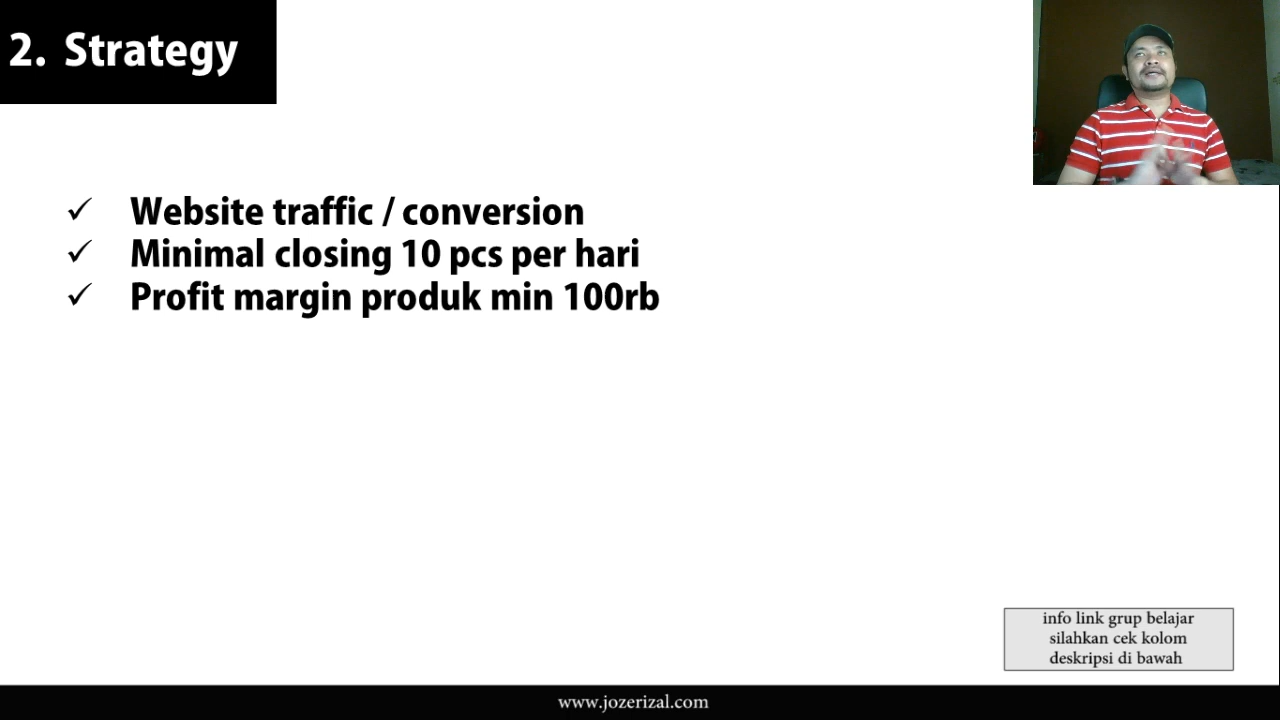 2. Strategy
Website traffic / conversion
Minimal closing 10 pcs per hari
Profit margin produk min 100rb
info link grup belajar
silahkan cek kolom
deskripsi di bawah
www.jozerizal.com